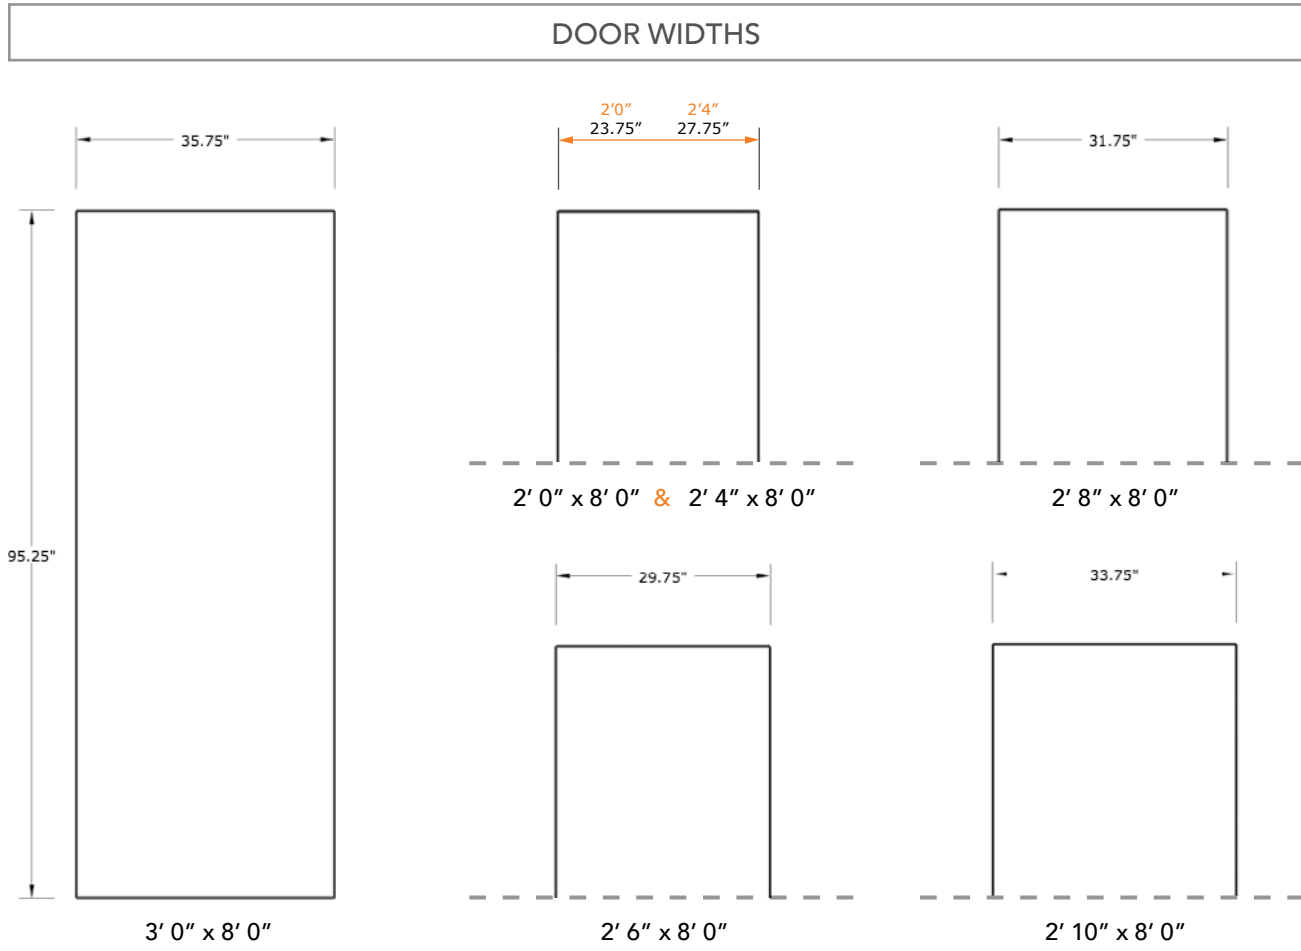 DOOR WIDTHS
35.75"
95.25"
3′ 0″ x 8′ 0″
2′0″ 2′4″
23.75″ 27.75″
2′ 0″ x 8′ 0″ & 2′ 4″ x 8′ 0″
31.75"
2′ 8″ x 8′ 0″
29.75"
2′ 6″ x 8′ 0″
33.75"
2′ 10″ x 8′ 0″